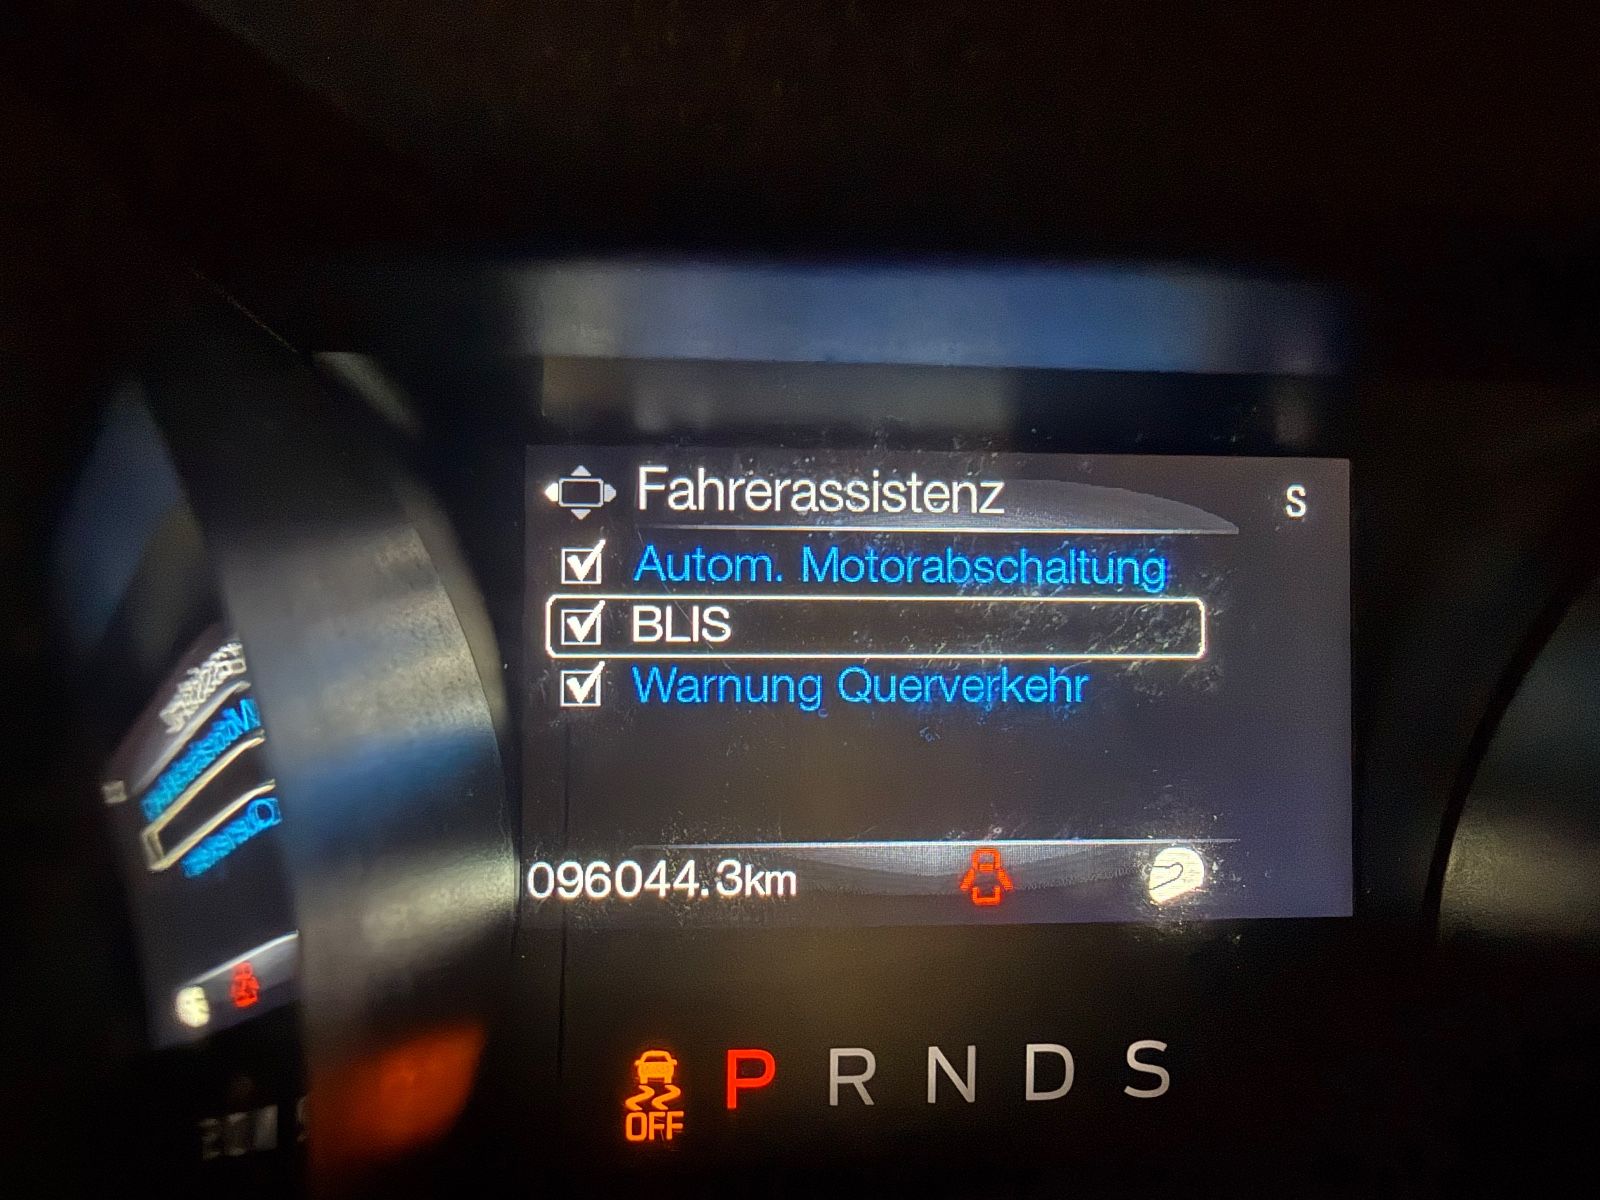 Fahrerassistenz S
Autom. Motorabschaltung
BLIS
Warnung Querverkehr
096044.3km
OFF P R N D S